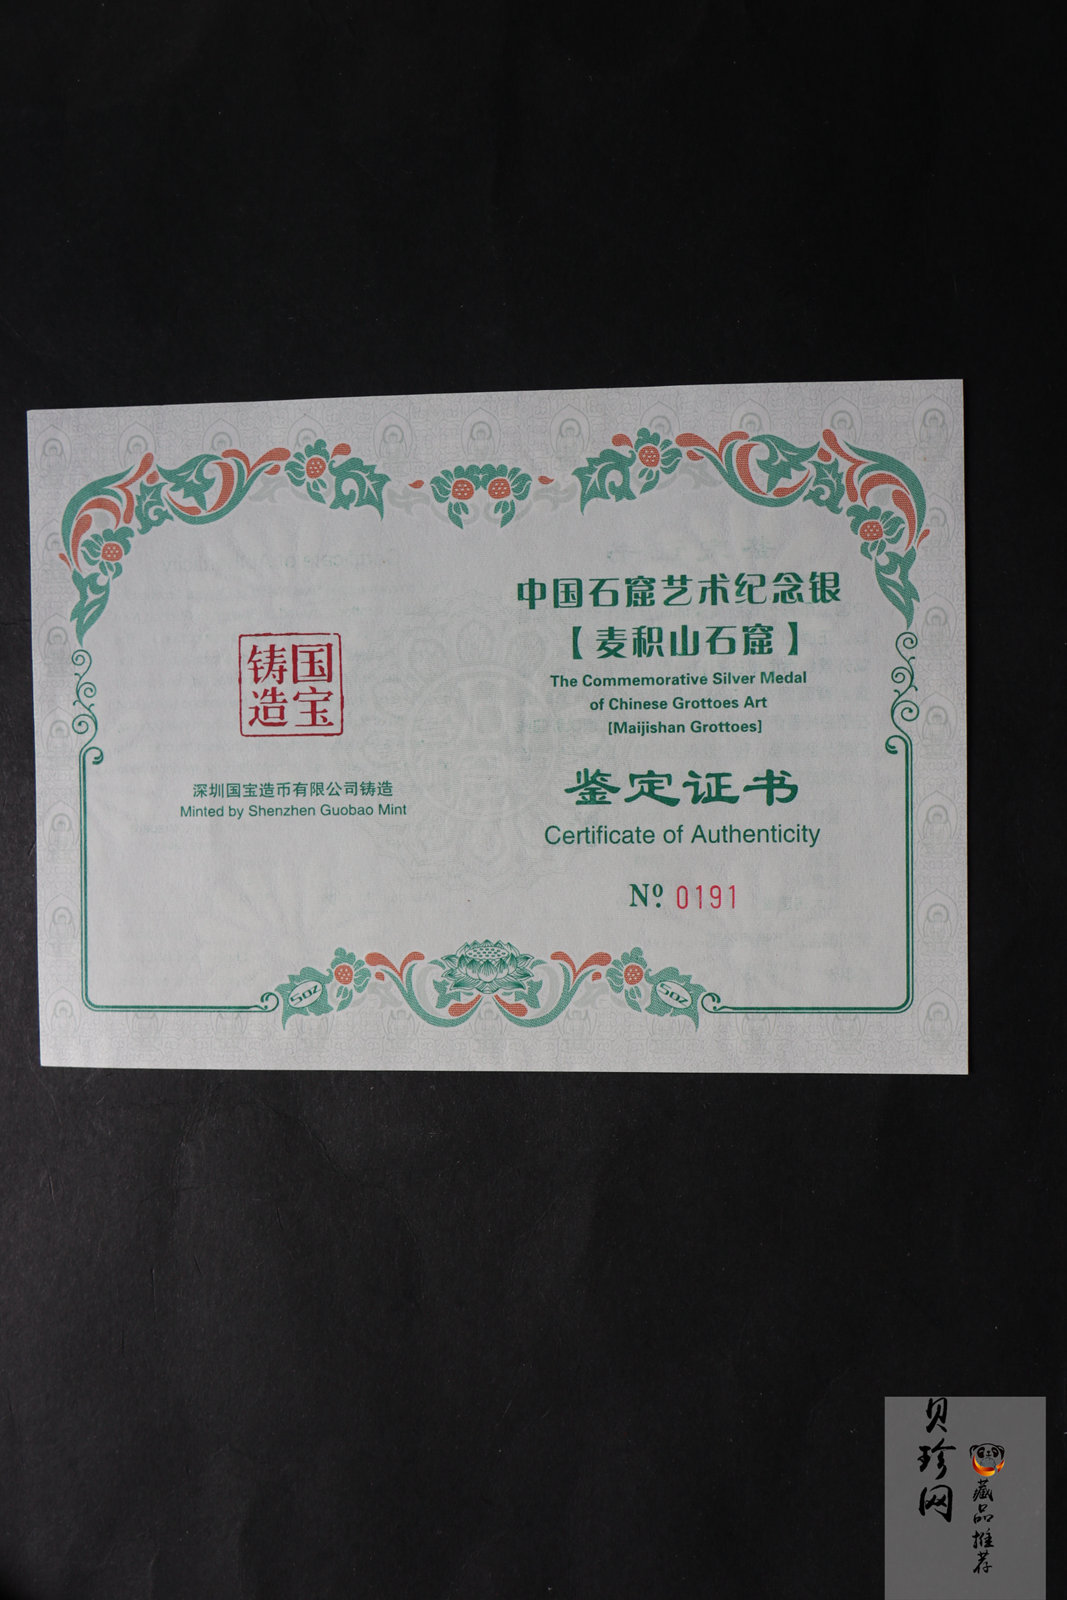 国宝
铸造
深圳国宝造币有限公司铸造
Minted by Shenzhen Guobao Mint
中国石窟艺术纪念银
【麦积山石窟】
The Commemorative Silver Medal
of Chinese Grottoes Art
[Maijishan Grottoes]
鉴定证书
Certificate of Authenticity
Nº 0191
5OZ
5OZ
贝珍网
藏品推荐